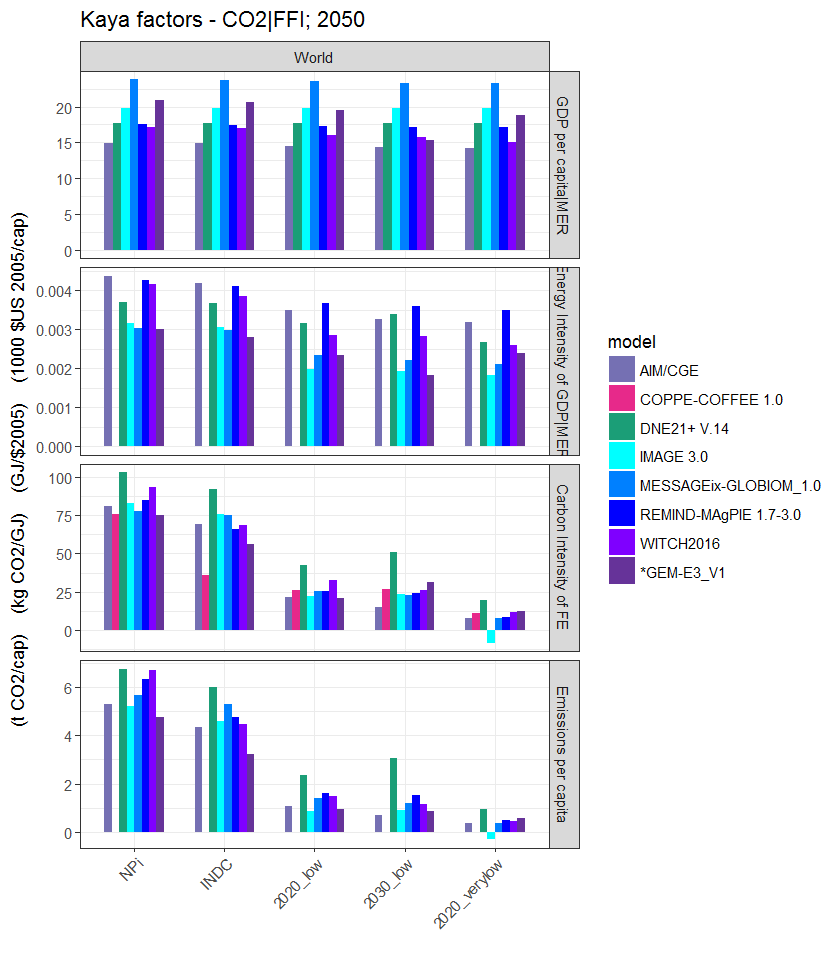 Kaya factors - CO2|FFI; 2050
World
GDP per capita|MER
20
15
10
5
0
Energy Intensity of GDP|MER
0.004
0.003
0.002
0.001
0.000
Carbon Intensity of FE
100
75
50
25
0
Emissions per capita
6
4
2
0
(t CO2/cap) (kg CO2/GJ) (GJ/$2005) (1000 $US 2005/cap)
NPi
INDC
2020_low
2030_low
2020_verylow
model
AIM/CGE
COPPE-COFFEE 1.0
DNE21+ V.14
IMAGE 3.0
MESSAGEix-GLOBIOM_1.0
REMIND-MAgPIE 1.7-3.0
WITCH2016
*GEM-E3_V1